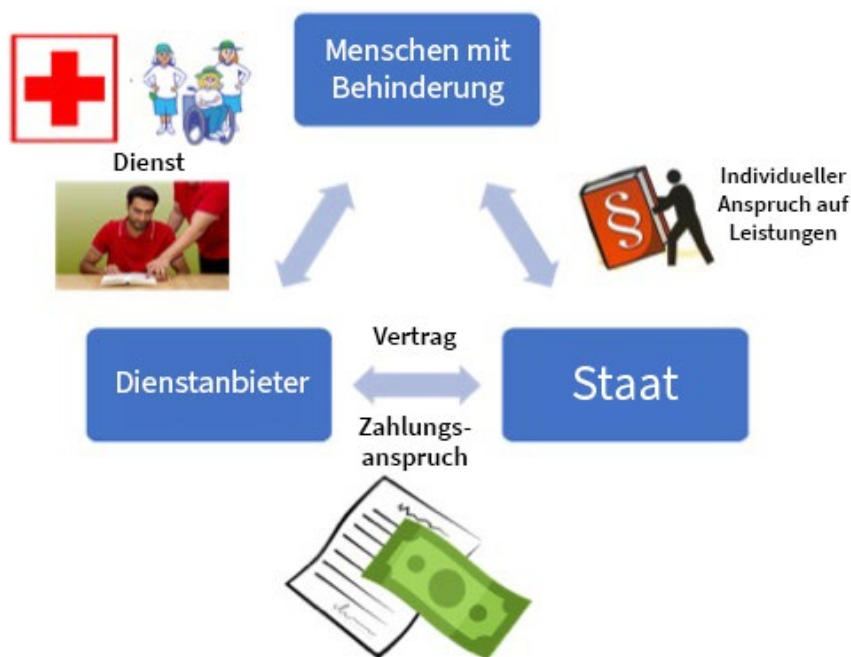 Menschen mit
Behinderung
Dienst
Individueller
Anspruch auf
Leistungen
§
Vertrag
Dienstanbieter
Staat
Zahlungs-
anspruch